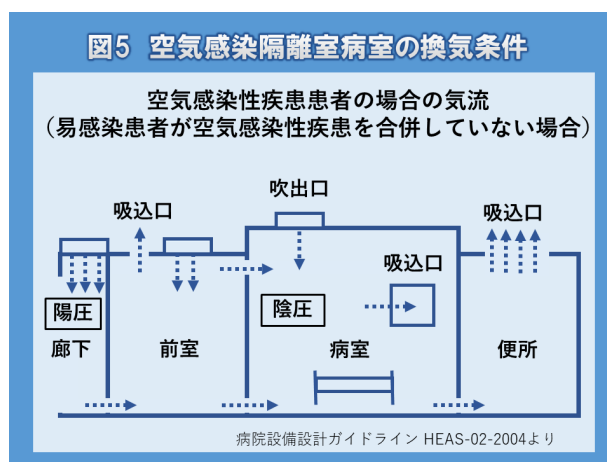 図5 空気感染隔離室病室の換気条件
空気感染性疾患患者の場合の気流
（易感染患者が空気感染性疾患を合併していない場合）
吹出口
吸込口
吸込口
吸込口
陽圧
陰圧
廊下
前室
病室
便所
病院設備設計ガイドライン HEAS-02-2004より